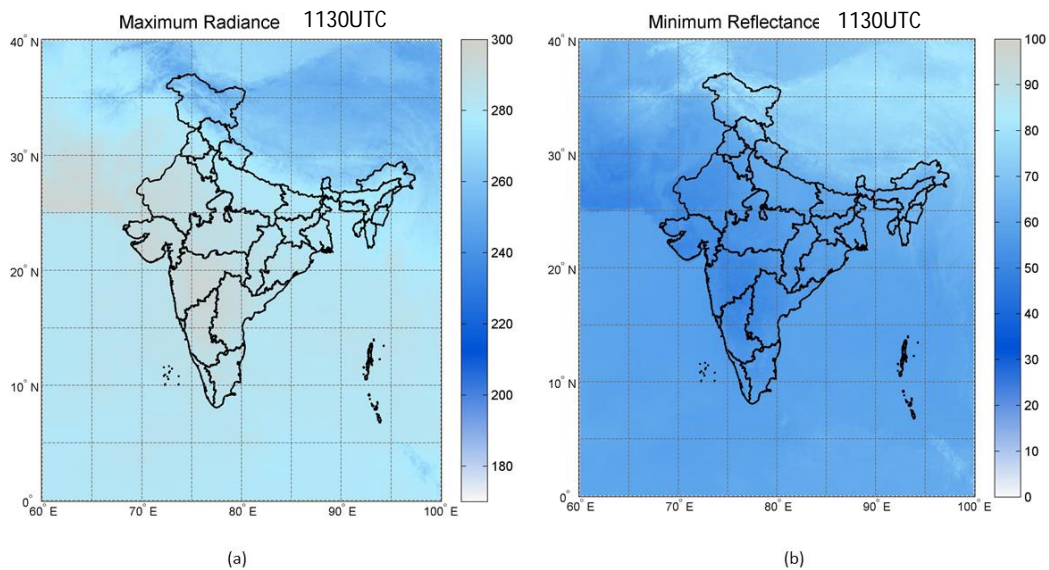 Maximum Radiance 1130UTC
40° N
30° N
20° N
10° N
0°
60° E
70° E
80° E
90° E
100° E
300
280
260
240
220
200
180
(a)
Minimum Reflectance 1130UTC
40° N
30° N
20° N
10° N
0°
60° E
70° E
80° E
90° E
100° E
100
90
80
70
60
50
40
30
20
10
0
(b)